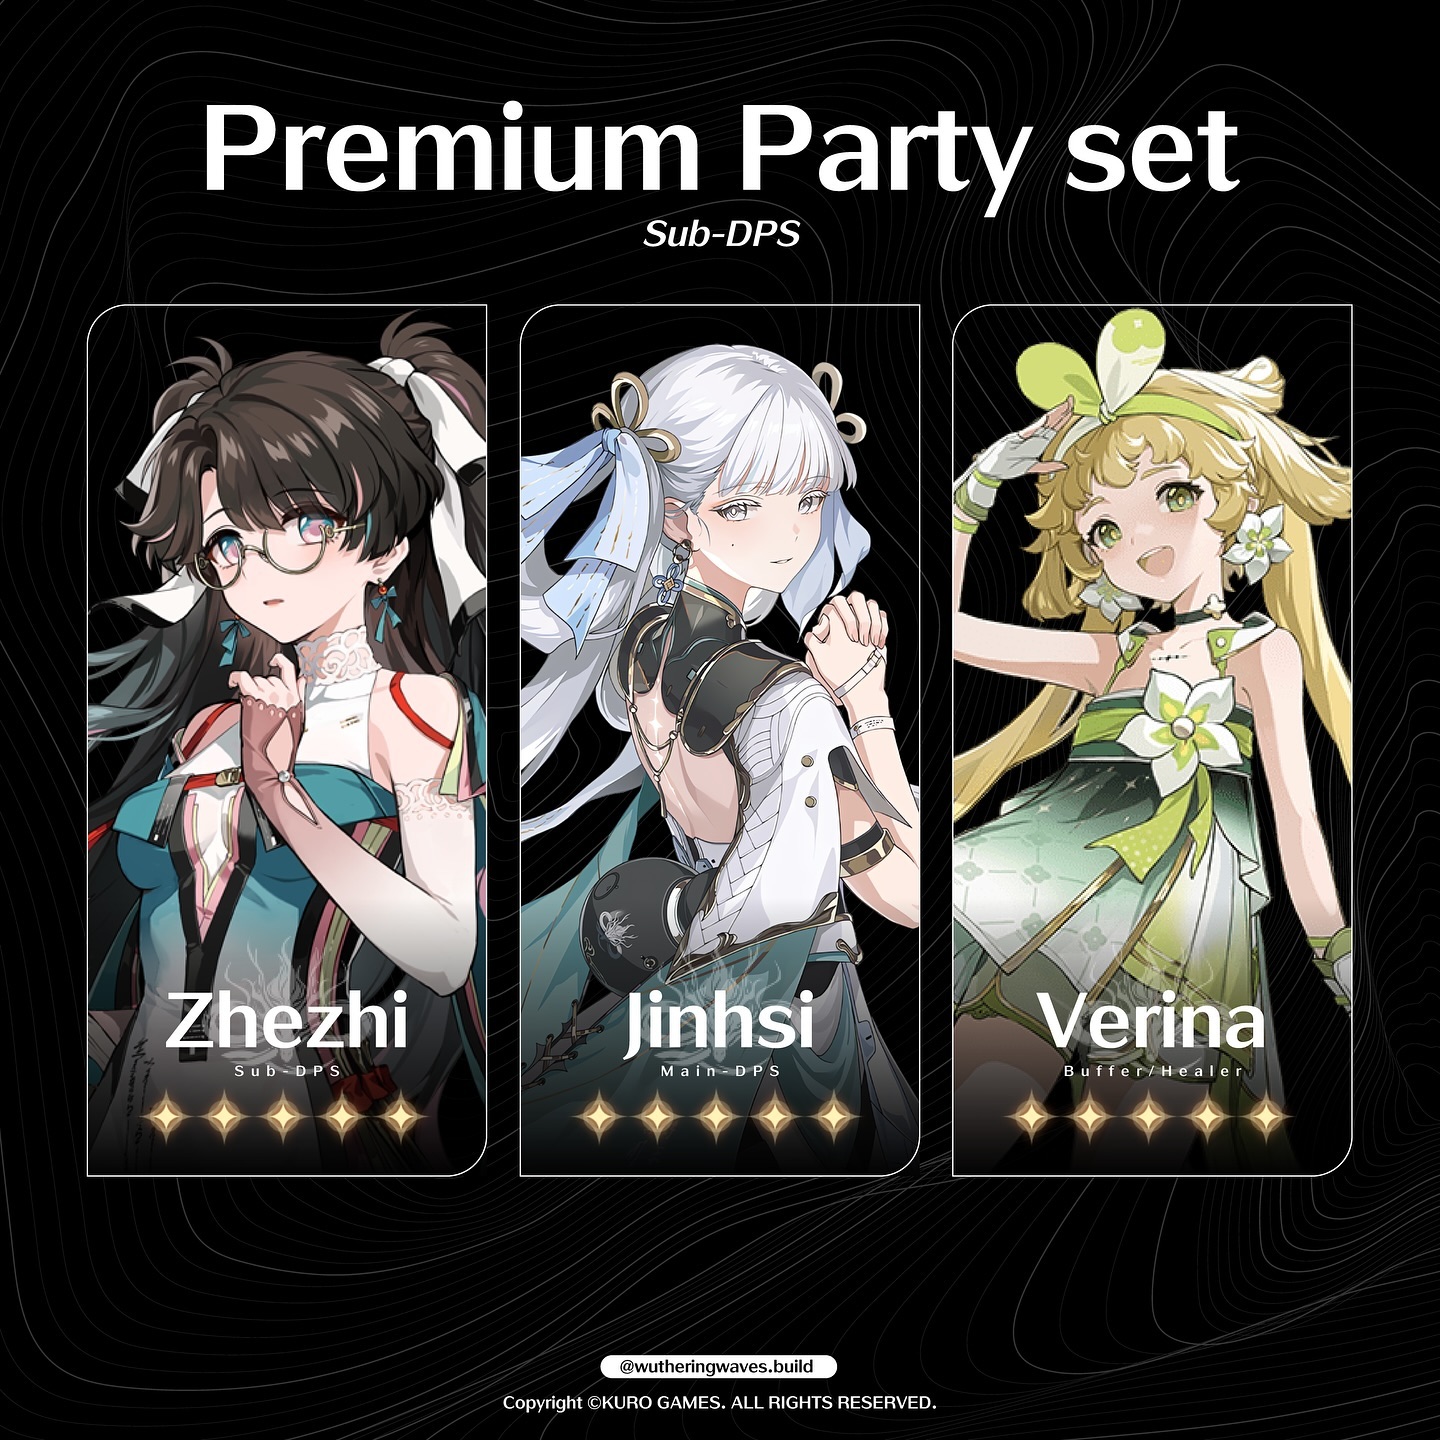 Premium Party set
Sub-DPS
Zhezhi
Sub-DPS
Jinhsi
Main-DPS
Verina
Buffer/Healer
@wutheringwaves.build
Copyright ©KURO GAMES. ALL RIGHTS RESERVED.